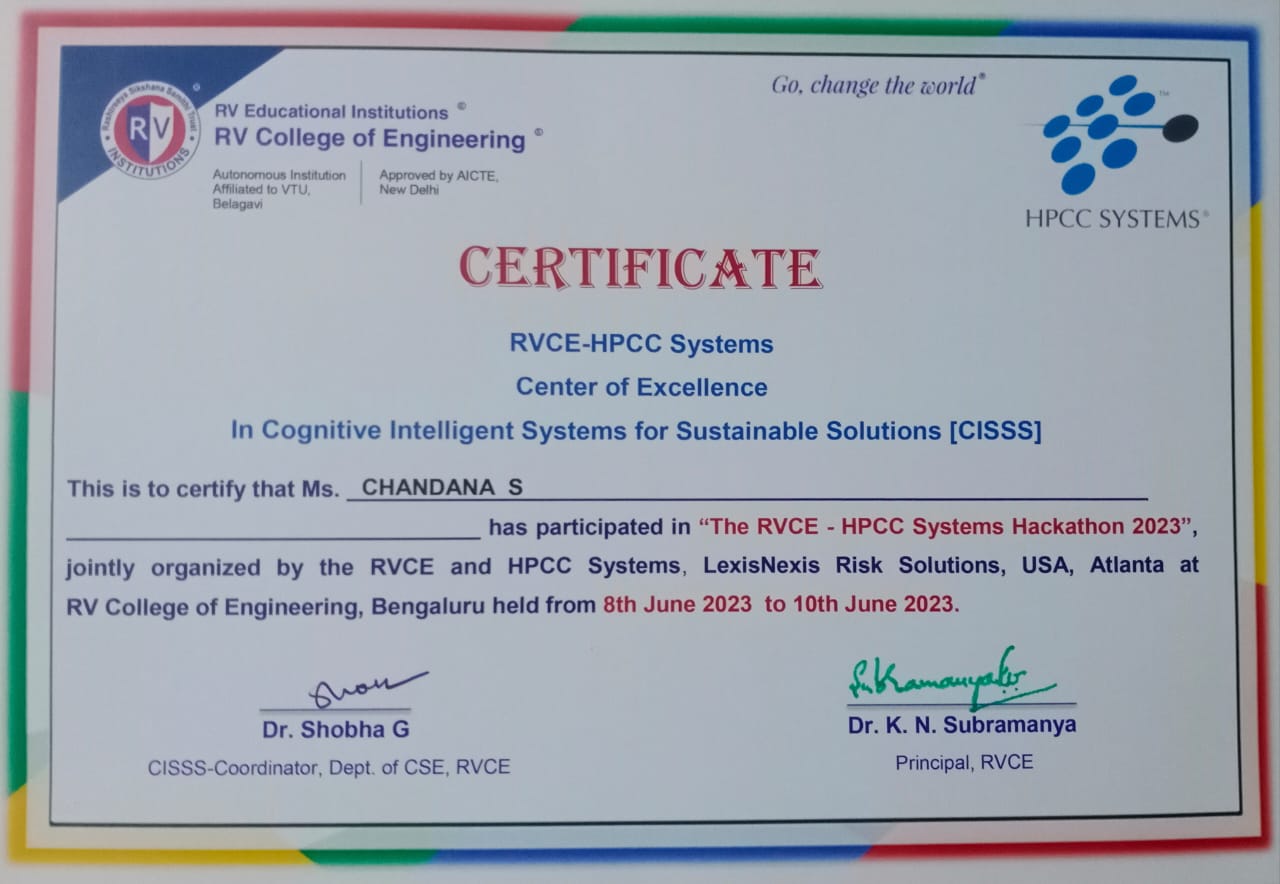 Go, change the world®
Rashtreeya Sikshana Samithi Trust
RV
INSTITUTIONS
RV Educational Institutions ©
RV College of Engineering ©
Autonomous Institution
Affiliated to VTU,
Belagavi
Approved by AICTE,
New Delhi
™
HPCC SYSTEMS®
CERTIFICATE
RVCE-HPCC Systems
Center of Excellence
In Cognitive Intelligent Systems for Sustainable Solutions [CISSS]
This is to certify that Ms. CHANDANA S
has participated in “The RVCE - HPCC Systems Hackathon 2023”,
jointly organized by the RVCE and HPCC Systems, LexisNexis Risk Solutions, USA, Atlanta at
RV College of Engineering, Bengaluru held from 8th June 2023 to 10th June 2023.
Dr. Shobha G
CISSS-Coordinator, Dept. of CSE, RVCE
Dr. K. N. Subramanya
Principal, RVCE